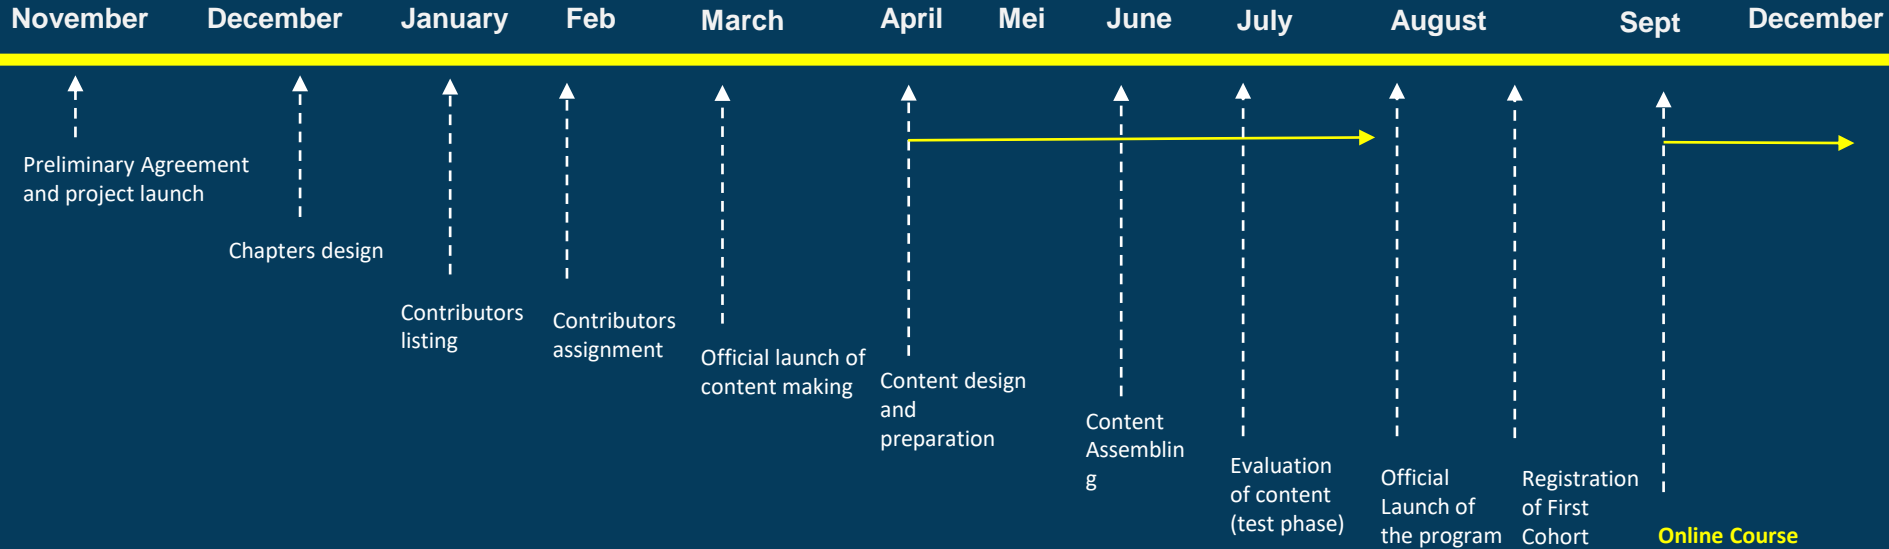 November December January Feb March April Mei June July August Sept December
Preliminary Agreement
and project launch
Chapters design
Contributors
listing
Contributors
assignment
Official launch of
content making
Content design
and
preparation
Content
Assemblin
g
Evaluation
of content
(test phase)
Official
Launch of
the program
Registration
of First
Cohort
Online Course